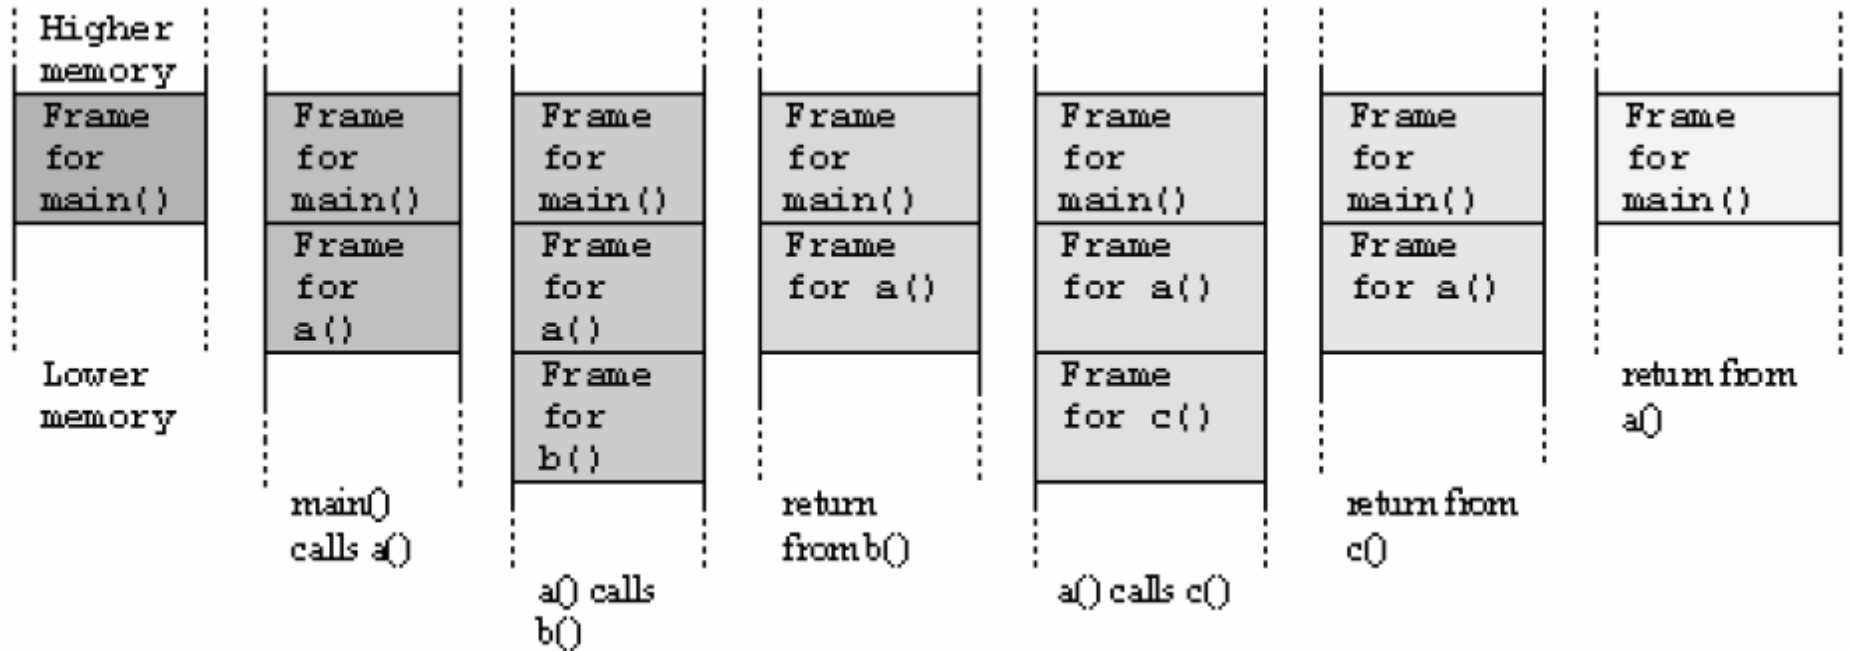 Higher
memory
Frame
for
main()
Lower
memory
Frame
for
main()
Frame
for
a()
main()
calls a()
Frame
for
main()
Frame
for
a()
Frame
for
b()
a() calls
b()
Frame
for
main()
Frame
for a()
return
from b()
Frame
for
main()
Frame
for a()
Frame
for c()
a() calls c()
Frame
for
main()
Frame
for a()
return from
c()
Frame
for
main()
return from
a()